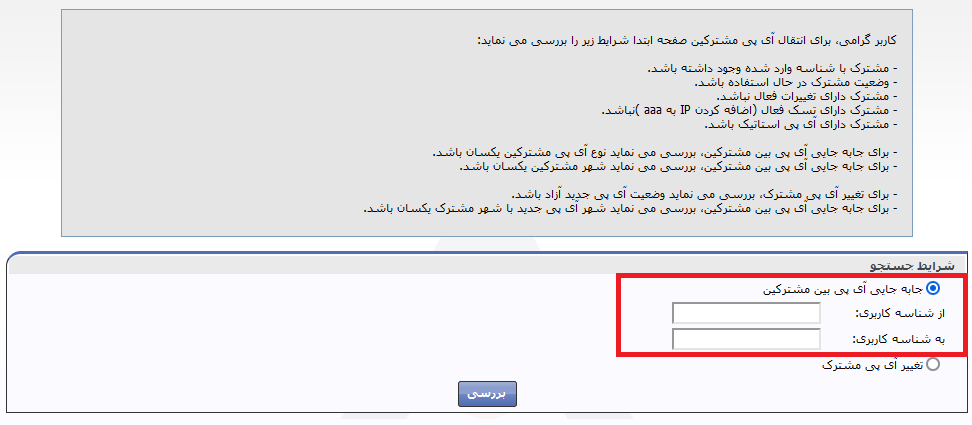 کاربر گرامی، برای انتقال آی پی مشترکین صفحه ابتدا شرایط زیر را بررسی می نماید:
- مشترک با شناسه وارد شده وجود داشته باشد.
- وضعیت مشترک در حال استفاده باشد.
- مشترک دارای تغییرات فعال نباشد.
- مشترک دارای تسک فعال (اضافه کردن IP به aaa )نباشد.
- مشترک دارای آی پی استاتیک باشد.
- برای جابه جایی آی پی بین مشترکین، بررسی می نماید نوع آی پی مشترکین یکسان باشد.
- برای جابه جایی آی پی بین مشترکین، بررسی می نماید شهر مشترکین یکسان باشد.
- برای تغییر آی پی مشترک، بررسی می نماید وضعیت آی پی جدید آزاد باشد.
- برای جابه جایی آی پی بین مشترکین، بررسی می نماید شهر آی پی جدید با شهر مشترک یکسان باشد.
شرایط جستجو
جابه جایی آی پی بین مشترکین
از شناسه کاربری:
به شناسه کاربری:
تغییر آی پی مشترک
بررسی